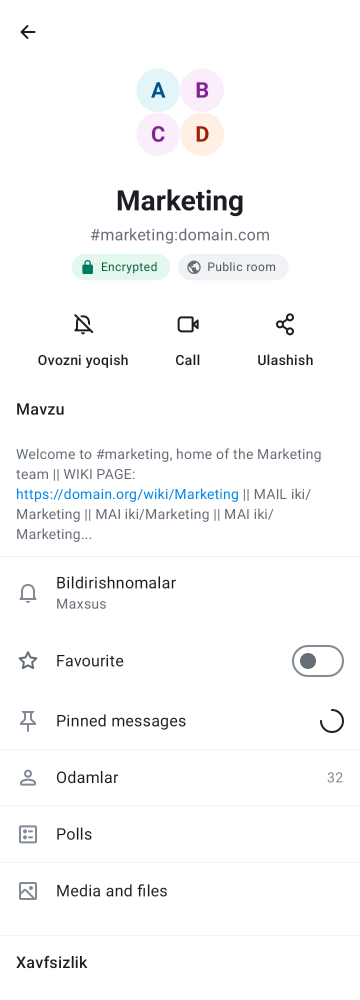 A B
C D
Marketing
#marketing:domain.com
Encrypted Public room
Ovozni yoqish Call Ulashish
Mavzu
Welcome to #marketing, home of the Marketing
team || WIKI PAGE:
https://domain.org/wiki/Marketing || MAIL iki/
Marketing || MAI iki/Marketing || MAI iki/
Marketing...
Bildirishnomalar
Maxsus
Favourite
Pinned messages
Odamlar 32
Polls
Media and files
Xavfsizlik